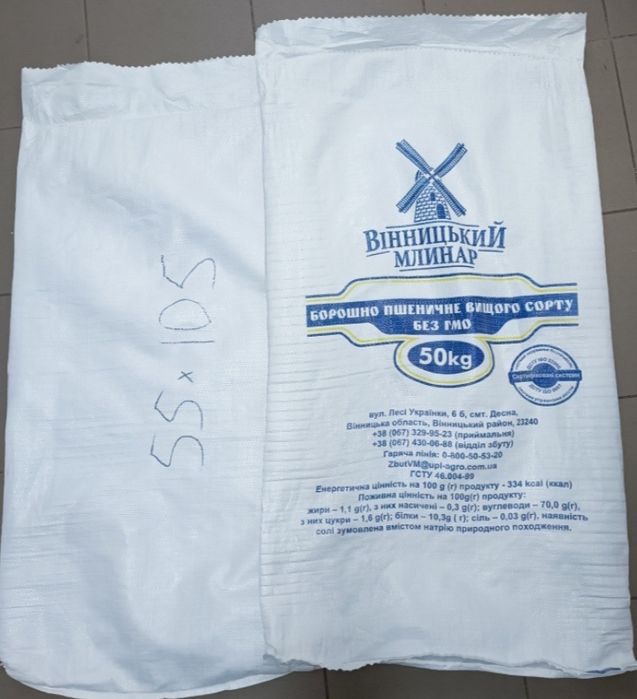 55 x 105
ВІННИЦЬКИЙ
МЛИНАР
БОРОШНО ПШЕНИЧНЕ ВИЩОГО СОРТУ
БЕЗ ГМО
50kg
Сертифіковані системи
ДСТУ ISO
вул. Лесі Українки, 6 б, смт. Десна,
Вінницька область, Вінницький район, 23240
+38 (067) 329-95-23 (приймальня)
+38 (067) 430-06-88 (відділ збуту)
Гаряча лінія: 0-800-50-53-20
ZbutVM@upl-agro.com.ua
ГСТУ 46.004-99
Енергетична цінність на 100 g (г) продукту - 334 kcal (ккал)
Поживна цінність на 100g(г) продукту:
жири – 1,1 g(г), з них насичені – 0,3 g(г); вуглеводи – 70,0 g(г),
з них цукри – 1,6 g(г); білки – 10,3g ( г); сіль – 0,03 g(г), наявність
солі зумовлена вмістом натрію природного походження.